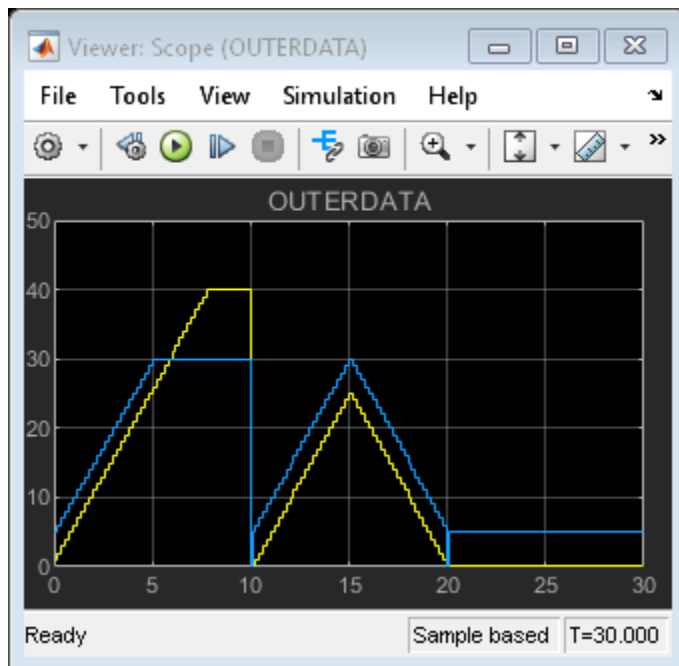 Viewer: Scope (OUTERDATA)
File Tools View Simulation Help
OUTERDATA
50
40
30
20
10
0
0 5 10 15 20 25 30
Ready Sample based T=30.000